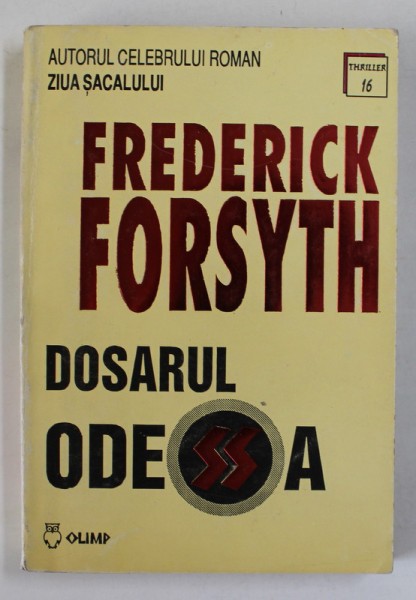 AUTORUL CELEBRULUI ROMAN
ZIUA ȘACALULUI
THRILLER
16
FREDERICK
FORSYTH
DOSARUL
ODESSA
OLIMP